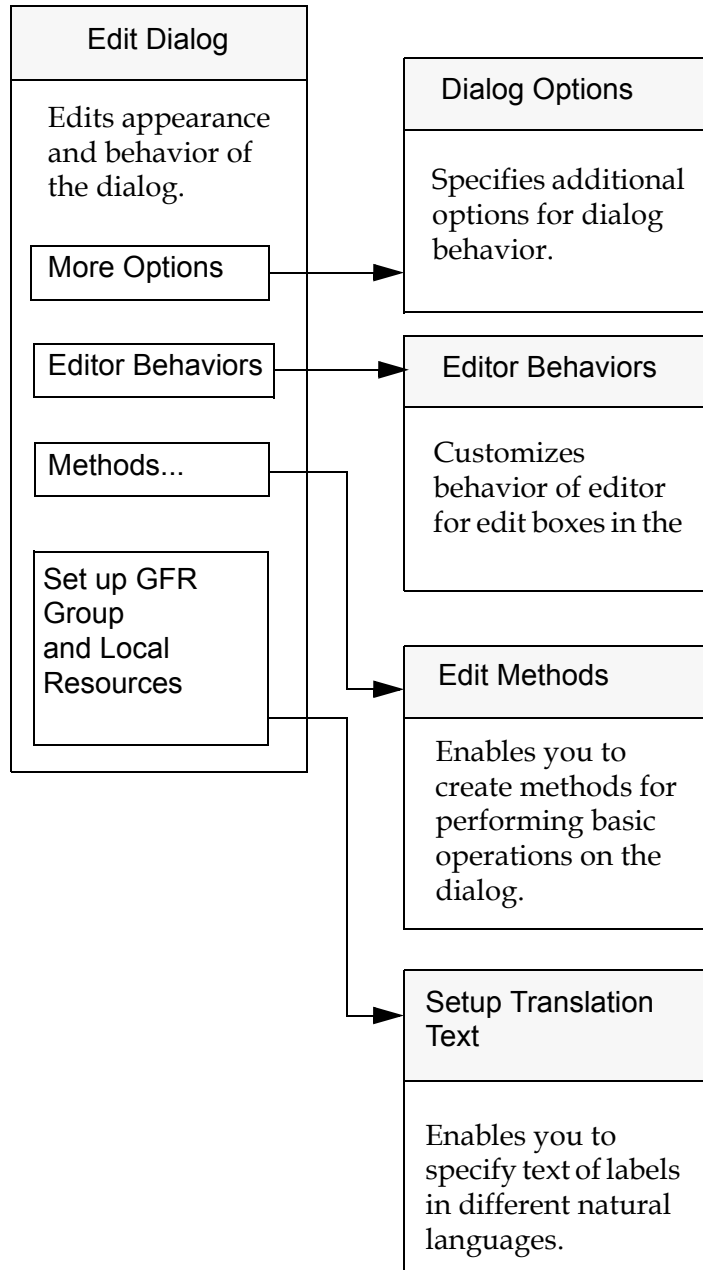 Edit Dialog
Edits appearance
and behavior of
the dialog.
More Options
Editor Behaviors
Methods...
Set up GFR
Group
and Local
Resources
Dialog Options
Specifies additional
options for dialog
behavior.
Editor Behaviors
Customizes
behavior of editor
for edit boxes in the
Edit Methods
Enables you to
create methods for
performing basic
operations on the
dialog.
Setup Translation
Text
Enables you to
specify text of labels
in different natural
languages.